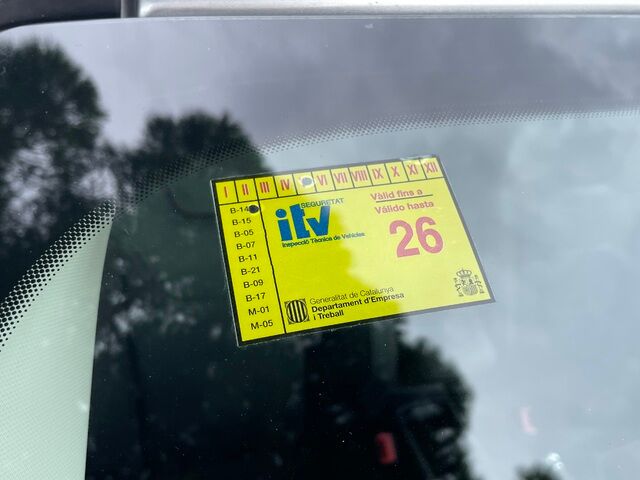 I II III IV VI VII VIII IX X XI XII
B-14
B-15
B-05
B-07
B-11
B-21
B-09
B-17
M-01
M-05
SEGURETAT
itv
Inspecció Tècnica de Vehicles
Vàlid fins a
Válido hasta
26
Generalitat de Catalunya
Departament d'Empresa
i Treball